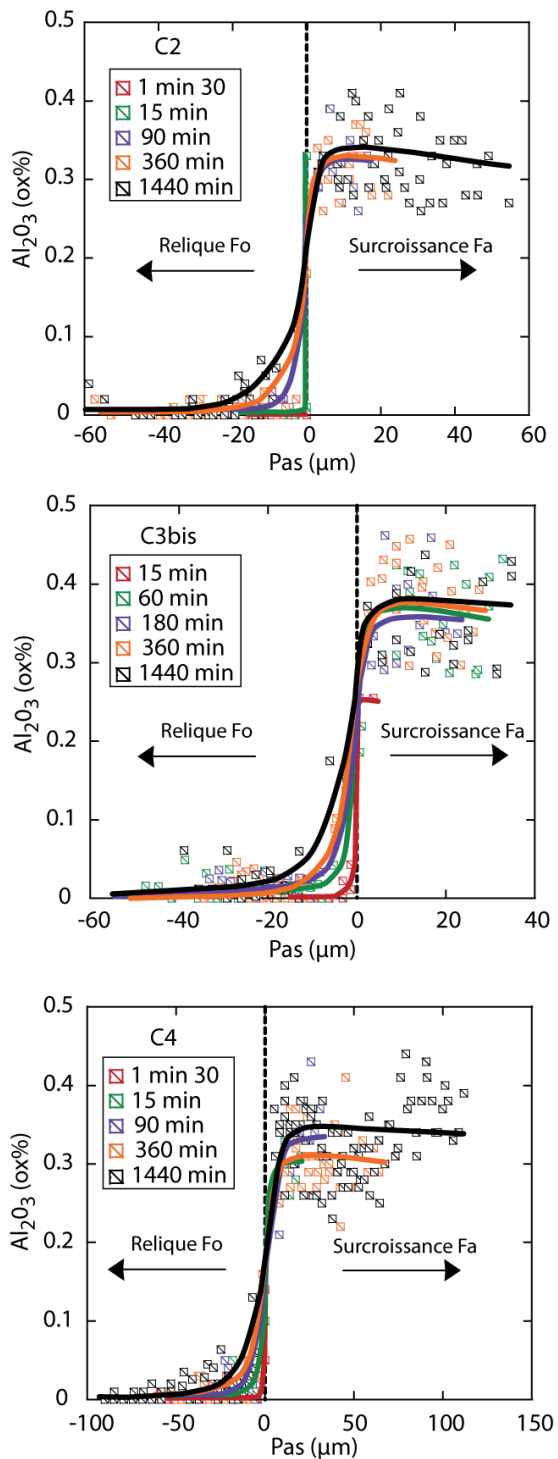 C2
1 min 30
15 min
90 min
360 min
1440 min
Relique Fo
Surcroissance Fa
Al₂0₃ (ox%)
0.5
0.4
0.3
0.2
0.1
0
-60 -40 -20 0 20 40 60
Pas (μm)
C3bis
15 min
60 min
180 min
360 min
1440 min
Relique Fo
Surcroissance Fa
Al₂0₃ (ox%)
0.5
0.4
0.3
0.2
0.1
0
-60 -40 -20 0 20 40
Pas (μm)
C4
1 min 30
15 min
90 min
360 min
1440 min
Relique Fo
Surcroissance Fa
Al₂0₃ (ox%)
0.5
0.4
0.3
0.2
0.1
0
-100 -50 0 50 100 150
Pas (μm)